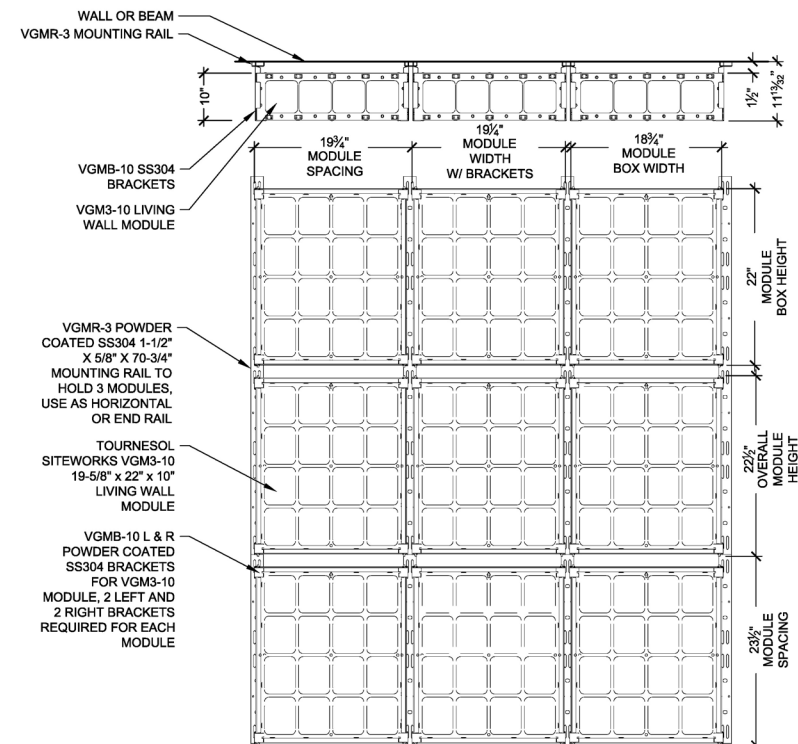 WALL OR BEAM
VGMR-3 MOUNTING RAIL
10"
1½"
11¹³⁄₃₂"
VGMB-10 SS304
BRACKETS
VGM3-10 LIVING
WALL MODULE
19¾"
MODULE
SPACING
19¼"
MODULE
WIDTH
W/ BRACKETS
18¾"
MODULE
BOX WIDTH
22"
MODULE
BOX HEIGHT
VGMR-3 POWDER
COATED SS304 1-1/2"
X 5/8" X 70-3/4"
MOUNTING RAIL TO
HOLD 3 MODULES,
USE AS HORIZONTAL
OR END RAIL
TOURNESOL
SITEWORKS VGM3-10
19-5/8" x 22" x 10"
LIVING WALL
MODULE
22½"
OVERALL
MODULE
HEIGHT
VGMB-10 L & R
POWDER COATED
SS304 BRACKETS
FOR VGM3-10
MODULE, 2 LEFT AND
2 RIGHT BRACKETS
REQUIRED FOR EACH
MODULE
23½"
MODULE
SPACING